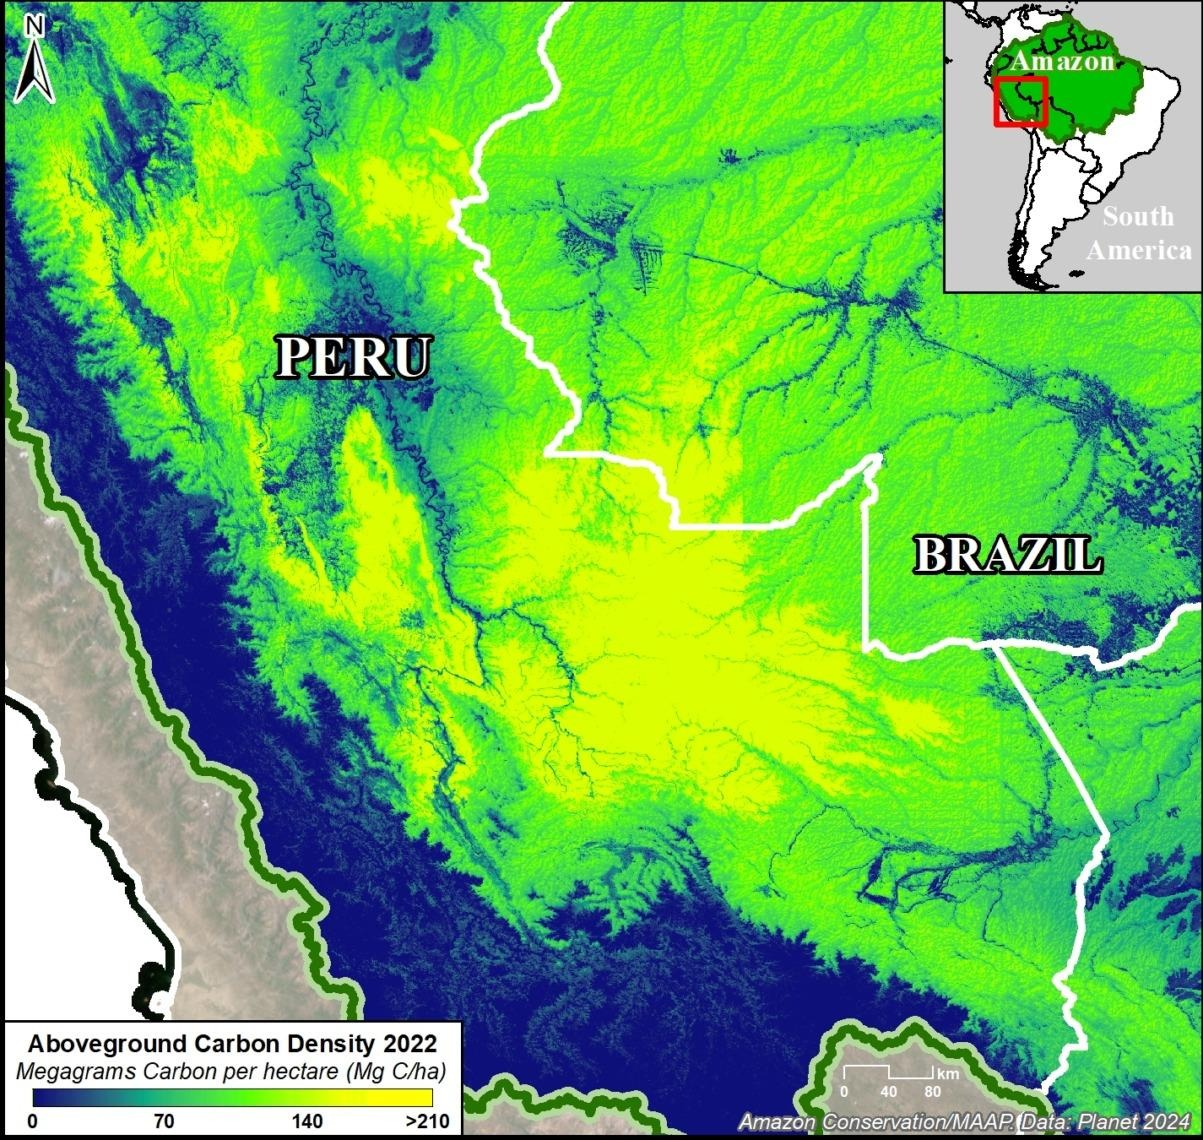 N
Amazon
South
America
PERU
BRAZIL
Aboveground Carbon Density 2022
Megagrams Carbon per hectare (Mg C/ha)
0 70 140 >210
km
0 40 80
Amazon Conservation/MAAP. Data: Planet 2024